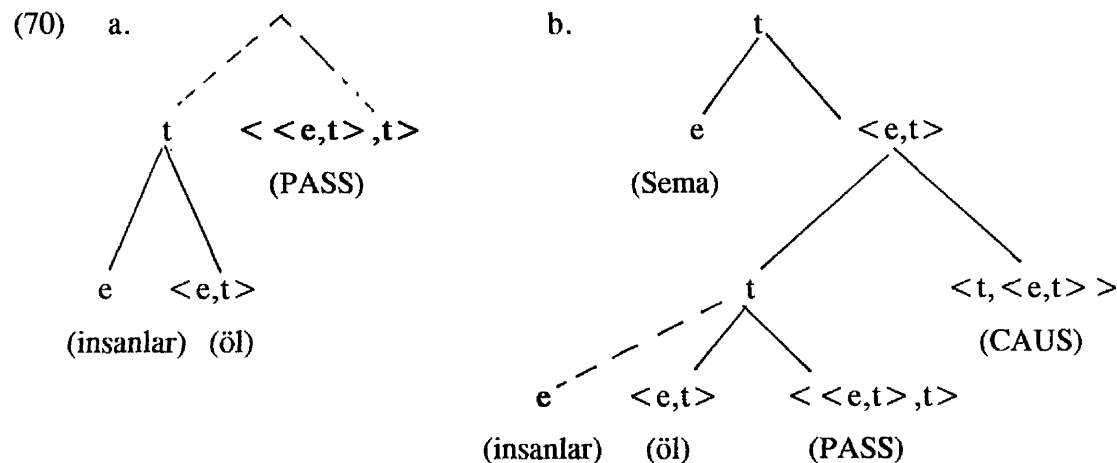 (70) a. b.
t
t < <e,t> ,t> e <e,t>
(PASS) (Sema)
e <e,t> t <t, <e,t> >
(insanlar) (öl) (CAUS)
e <e,t> < <e,t> ,t>
(insanlar) (öl) (PASS)